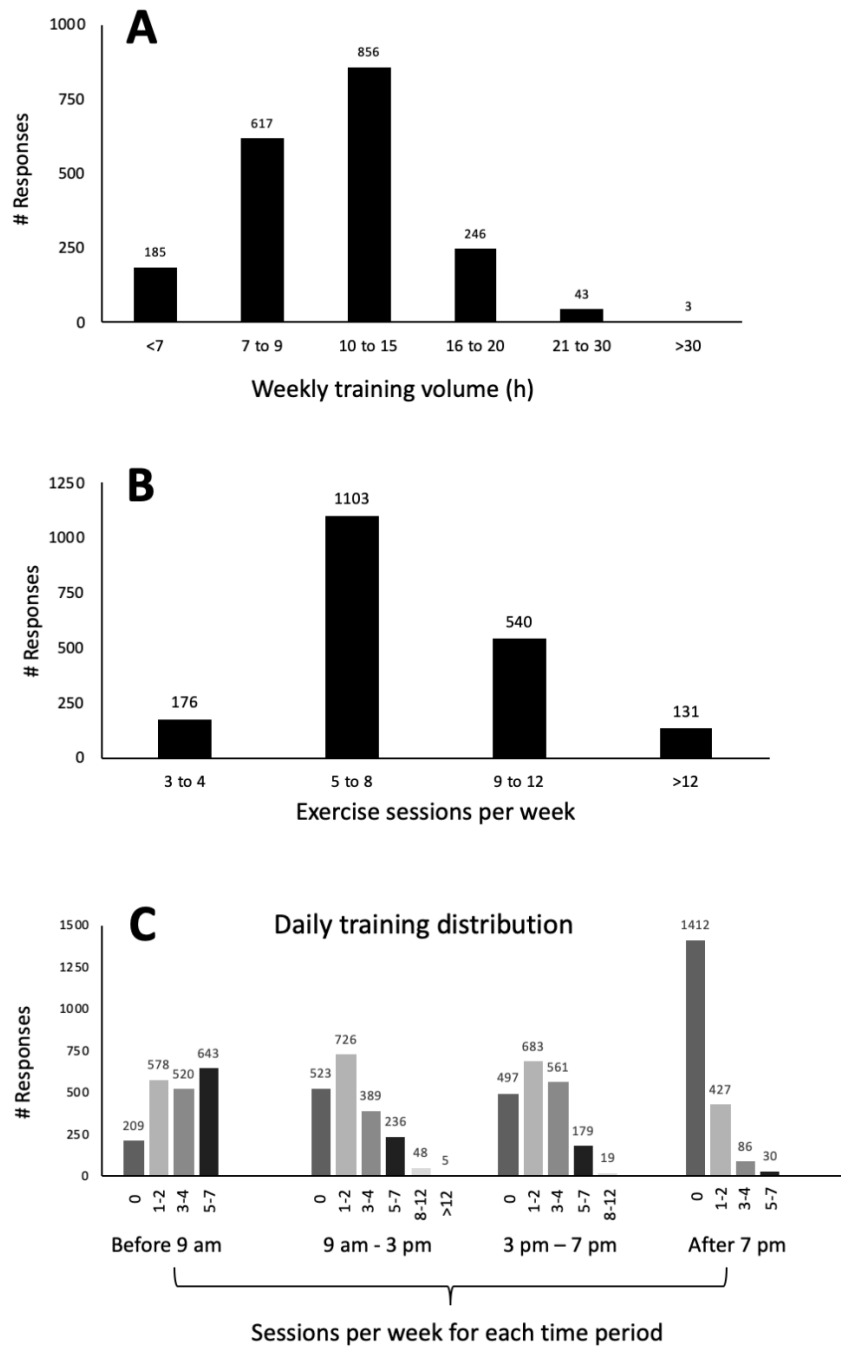 A
1000
750
500
250
0
# Responses
185
617
856
246
43
3
<7 7 to 9 10 to 15 16 to 20 21 to 30 >30
Weekly training volume (h)
B
1250
1000
750
500
250
0
# Responses
176
1103
540
131
3 to 4 5 to 8 9 to 12 >12
Exercise sessions per week
C
Daily training distribution
1500
1250
1000
750
500
250
0
# Responses
209 578 520 643
523 726 389 236 48 5
497 683 561 179 19
1412 427 86 30
0 1-2 3-4 5-7
0 1-2 3-4 5-7 8-12 >12
0 1-2 3-4 5-7 8-12
0 1-2 3-4 5-7
Before 9 am 9 am - 3 pm 3 pm – 7 pm After 7 pm
Sessions per week for each time period